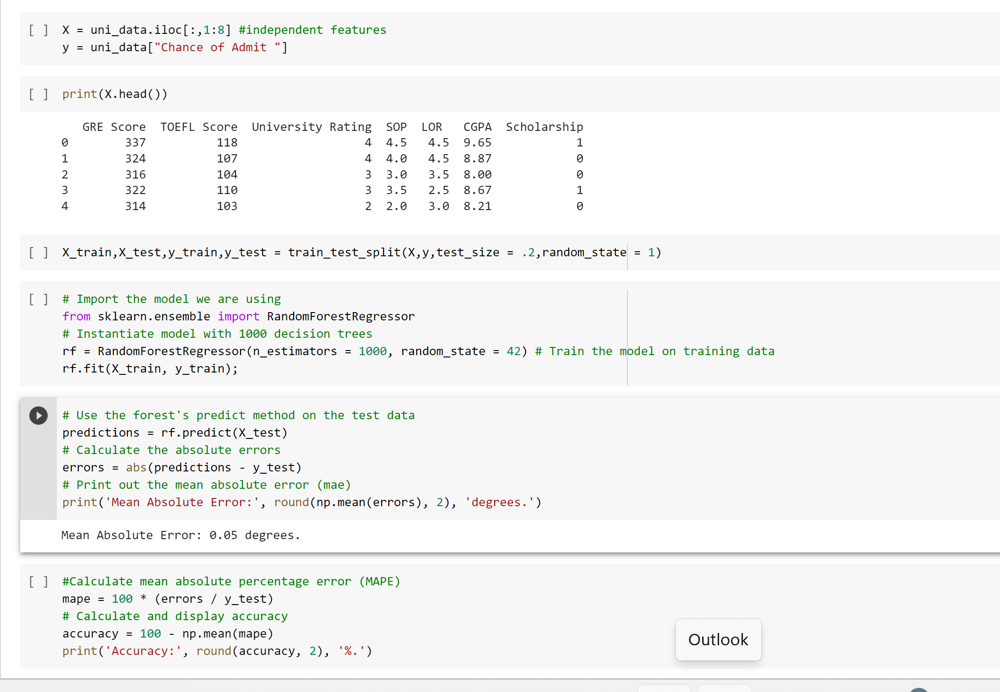 [ ] X = uni_data.iloc[:,1:8] #independent features
y = uni_data["Chance of Admit "]
[ ] print(X.head())
GRE Score  TOEFL Score  University Rating  SOP  LOR   CGPA  Scholarship
0        337          118                  4  4.5   4.5  9.65            1
1        324          107                  4  4.0   4.5  8.87            0
2        316          104                  3  3.0   3.5  8.00            0
3        322          110                  3  3.5   2.5  8.67            1
4        314          103                  2  2.0   3.0  8.21            0
[ ] X_train,X_test,y_train,y_test = train_test_split(X,y,test_size = .2,random_state = 1)
[ ] # Import the model we are using
from sklearn.ensemble import RandomForestRegressor
# Instantiate model with 1000 decision trees
rf = RandomForestRegressor(n_estimators = 1000, random_state = 42) # Train the model on training data
rf.fit(X_train, y_train);
# Use the forest's predict method on the test data
predictions = rf.predict(X_test)
# Calculate the absolute errors
errors = abs(predictions - y_test)
# Print out the mean absolute error (mae)
print('Mean Absolute Error:', round(np.mean(errors), 2), 'degrees.')
Mean Absolute Error: 0.05 degrees.
[ ] #Calculate mean absolute percentage error (MAPE)
mape = 100 * (errors / y_test)
# Calculate and display accuracy
accuracy = 100 - np.mean(mape)
print('Accuracy:', round(accuracy, 2), '%.')
Outlook